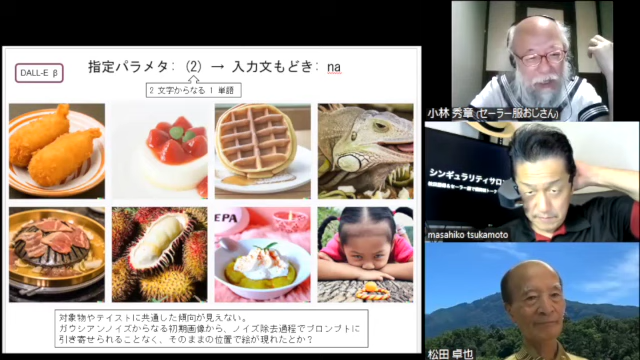 DALL-E β
指定パラメタ: (2) → 入力文もどき: na
2 文字からなる 1 単語
EPA
対象物やテイストに共通した傾向が見えない。
ガウシアンノイズからなる初期画像から、ノイズ除去過程でプロンプトに
引き寄せられることなく、そのままの位置で絵が現れたとか?
小林 秀章 (セーラー服おじさん)
シンギュラリティサロ
masahiko tsukamoto
松田 卓也